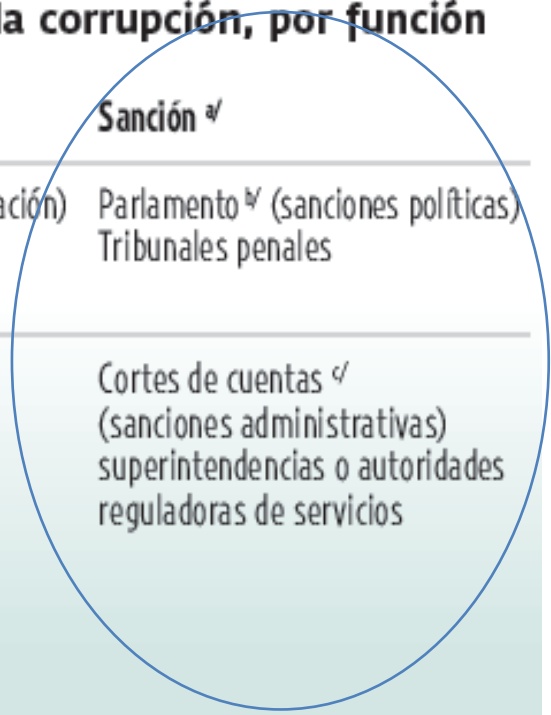 la corrupción, por función
Sanción a/
ación) Parlamento b/ (sanciones políticas)
Tribunales penales
Cortes de cuentas c/
(sanciones administrativas)
superintendencias o autoridades
reguladoras de servicios